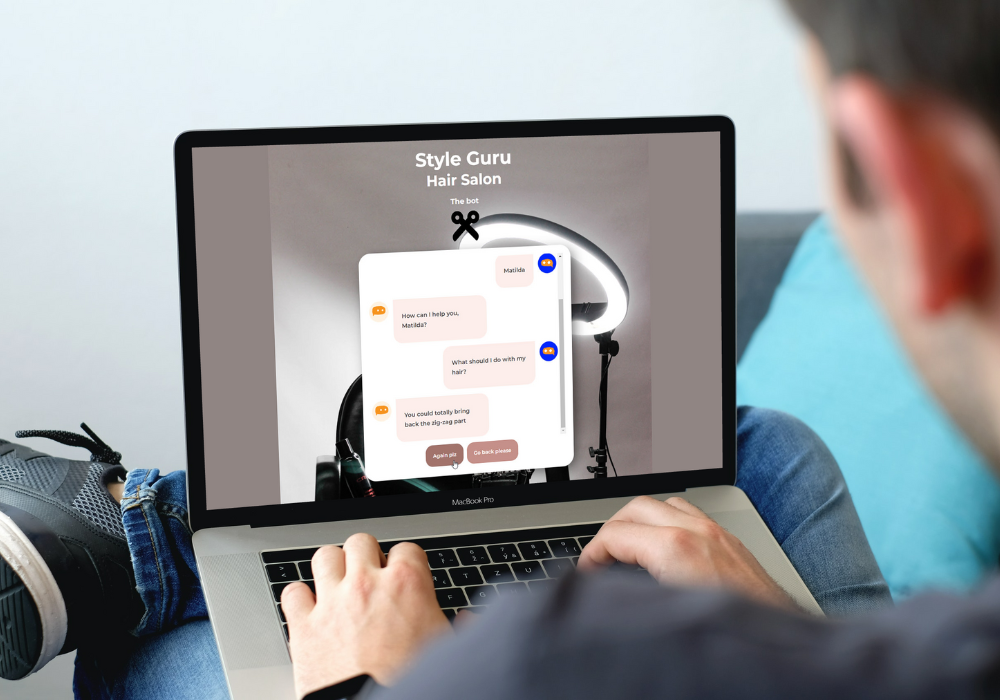 Style Guru
Hair Salon
The bot
Matilda
How can I help you,
Matilda?
What should I do with my
hair?
You could totally bring
back the zig-zag part
Again plz
Go back please
MacBook Pro